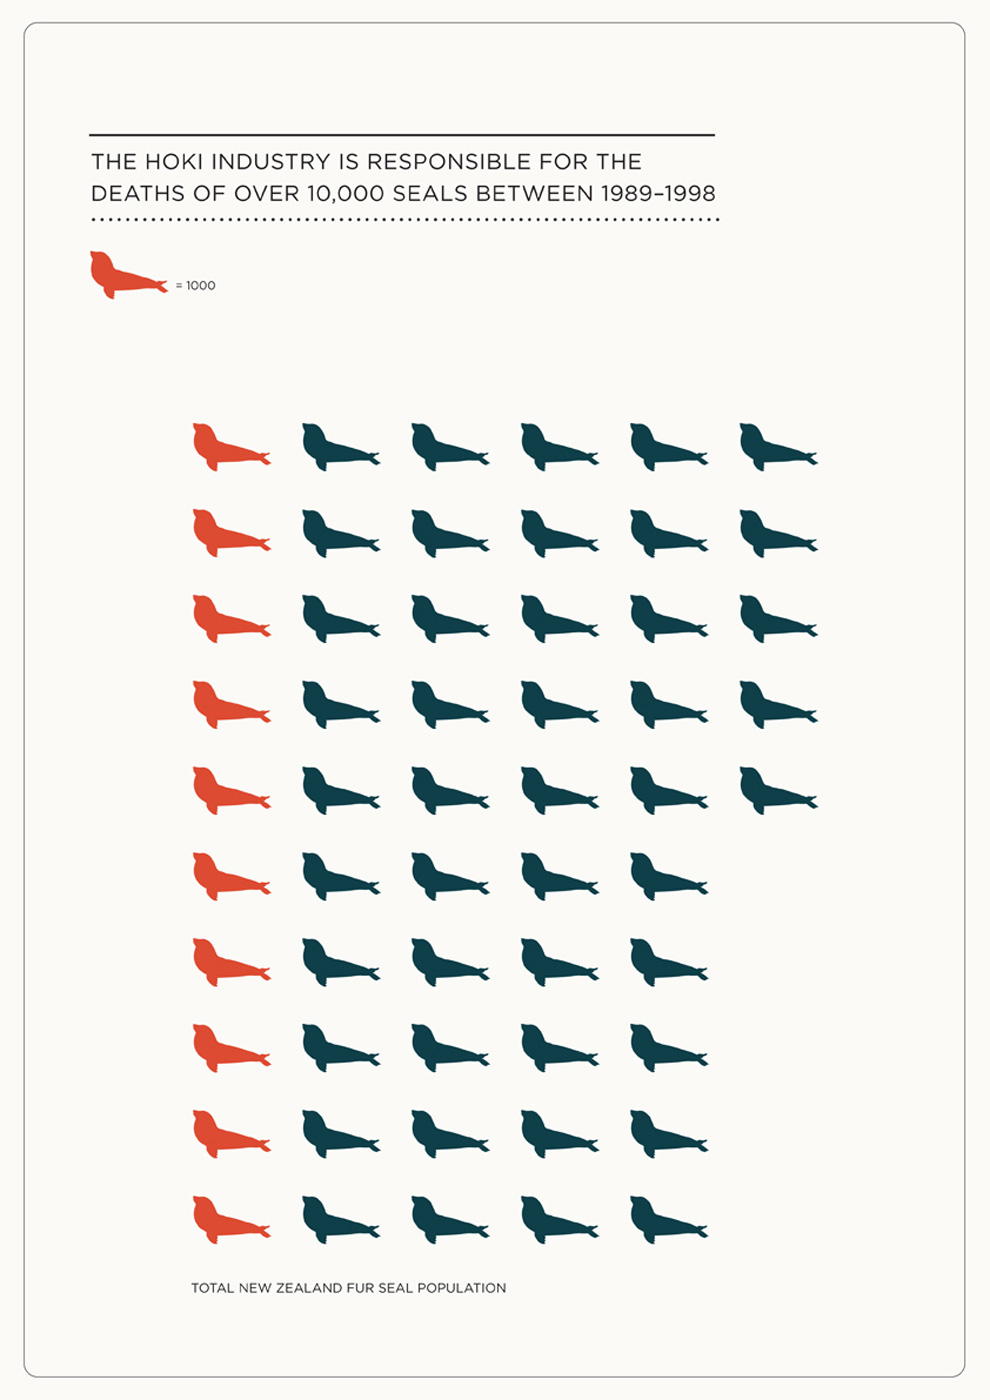 THE HOKI INDUSTRY IS RESPONSIBLE FOR THE
DEATHS OF OVER 10,000 SEALS BETWEEN 1989–1998
= 1000
TOTAL NEW ZEALAND FUR SEAL POPULATION